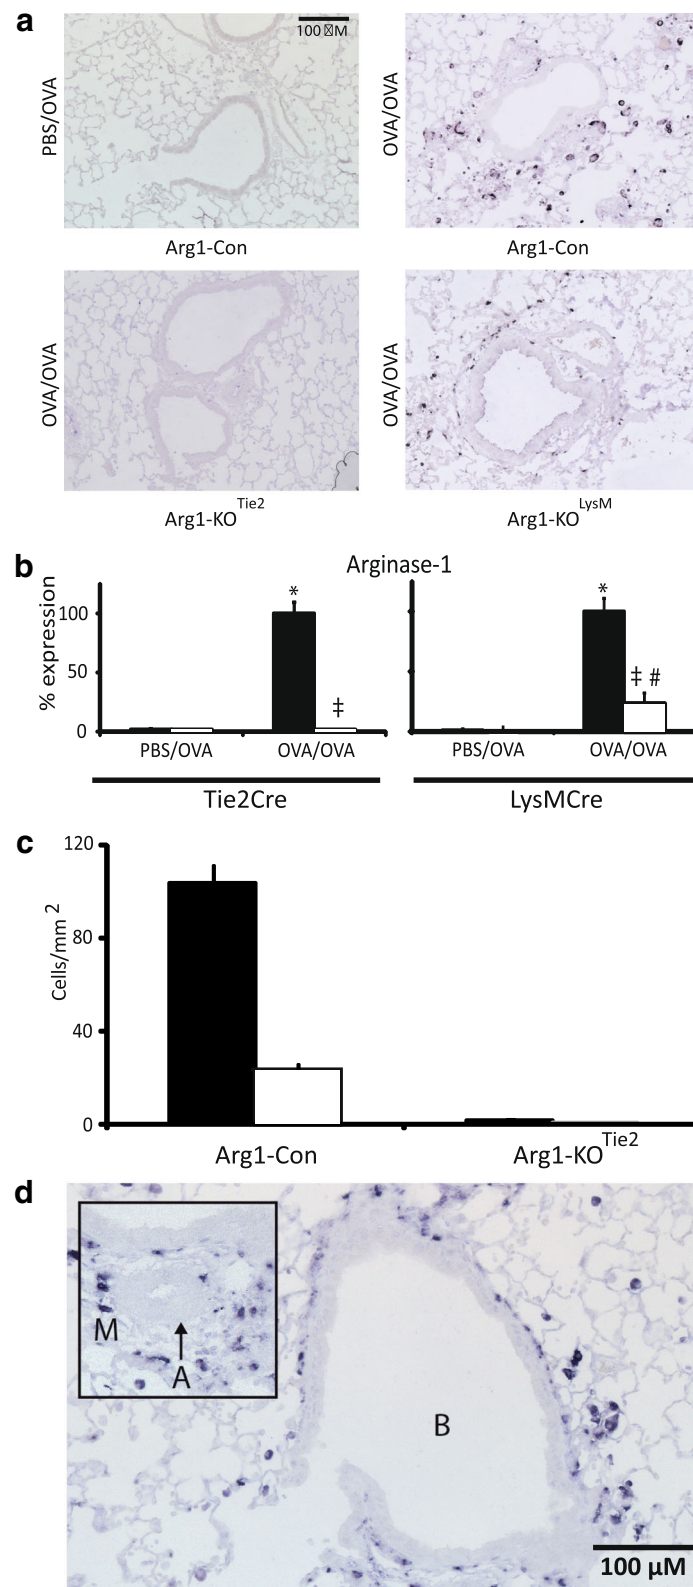 a
100 M
PBS/OVA
OVA/OVA
Arg1-Con
Arg1-Con
OVA/OVA
OVA/OVA
Arg1-KO Tie2
Arg1-KO LysM
b
Arginase-1
% expression
100
50
0
*
‡
*
‡ #
PBS/OVA
OVA/OVA
PBS/OVA
OVA/OVA
Tie2Cre
LysMCre
c
Cells/mm 2
120
80
40
0
Arg1-Con
Arg1-KO Tie2
d
M
A
B
100 µM